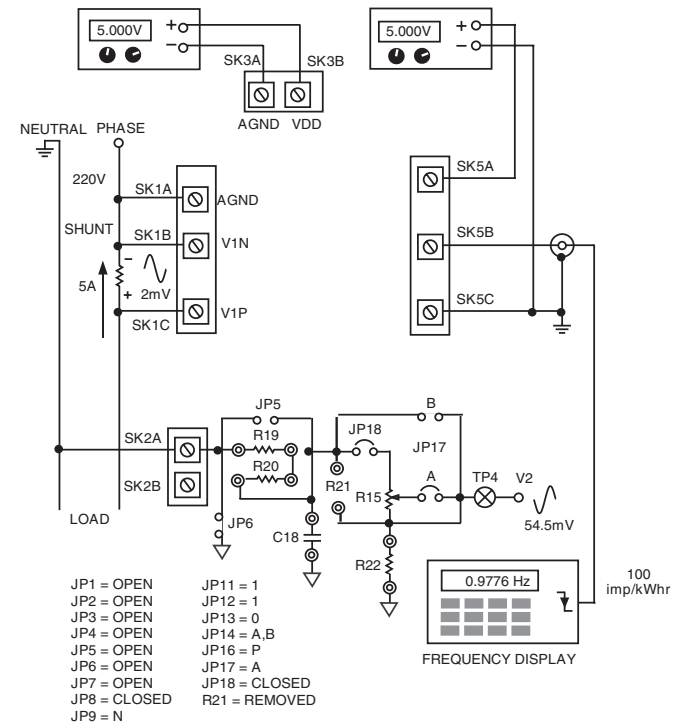 5.000V
+
−
5.000V
+
−
SK3A
SK3B
AGND
VDD
NEUTRAL
PHASE
220V
SK1A
AGND
SHUNT
SK1B
V1N
−
5A
+
2mV
SK1C
V1P
SK5A
SK5B
SK5C
JP5
B
SK2A
R19
JP18
JP17
R20
A
TP4
V2
SK2B
R21
R15
54.5mV
LOAD
JP6
C18
R22
0.9776 Hz
100
imp/kWhr
FREQUENCY DISPLAY
JP1 = OPEN
JP2 = OPEN
JP3 = OPEN
JP4 = OPEN
JP5 = OPEN
JP6 = OPEN
JP7 = OPEN
JP8 = CLOSED
JP9 = N
JP11 = 1
JP12 = 1
JP13 = 0
JP14 = A,B
JP16 = P
JP17 = A
JP18 = CLOSED
R21 = REMOVED